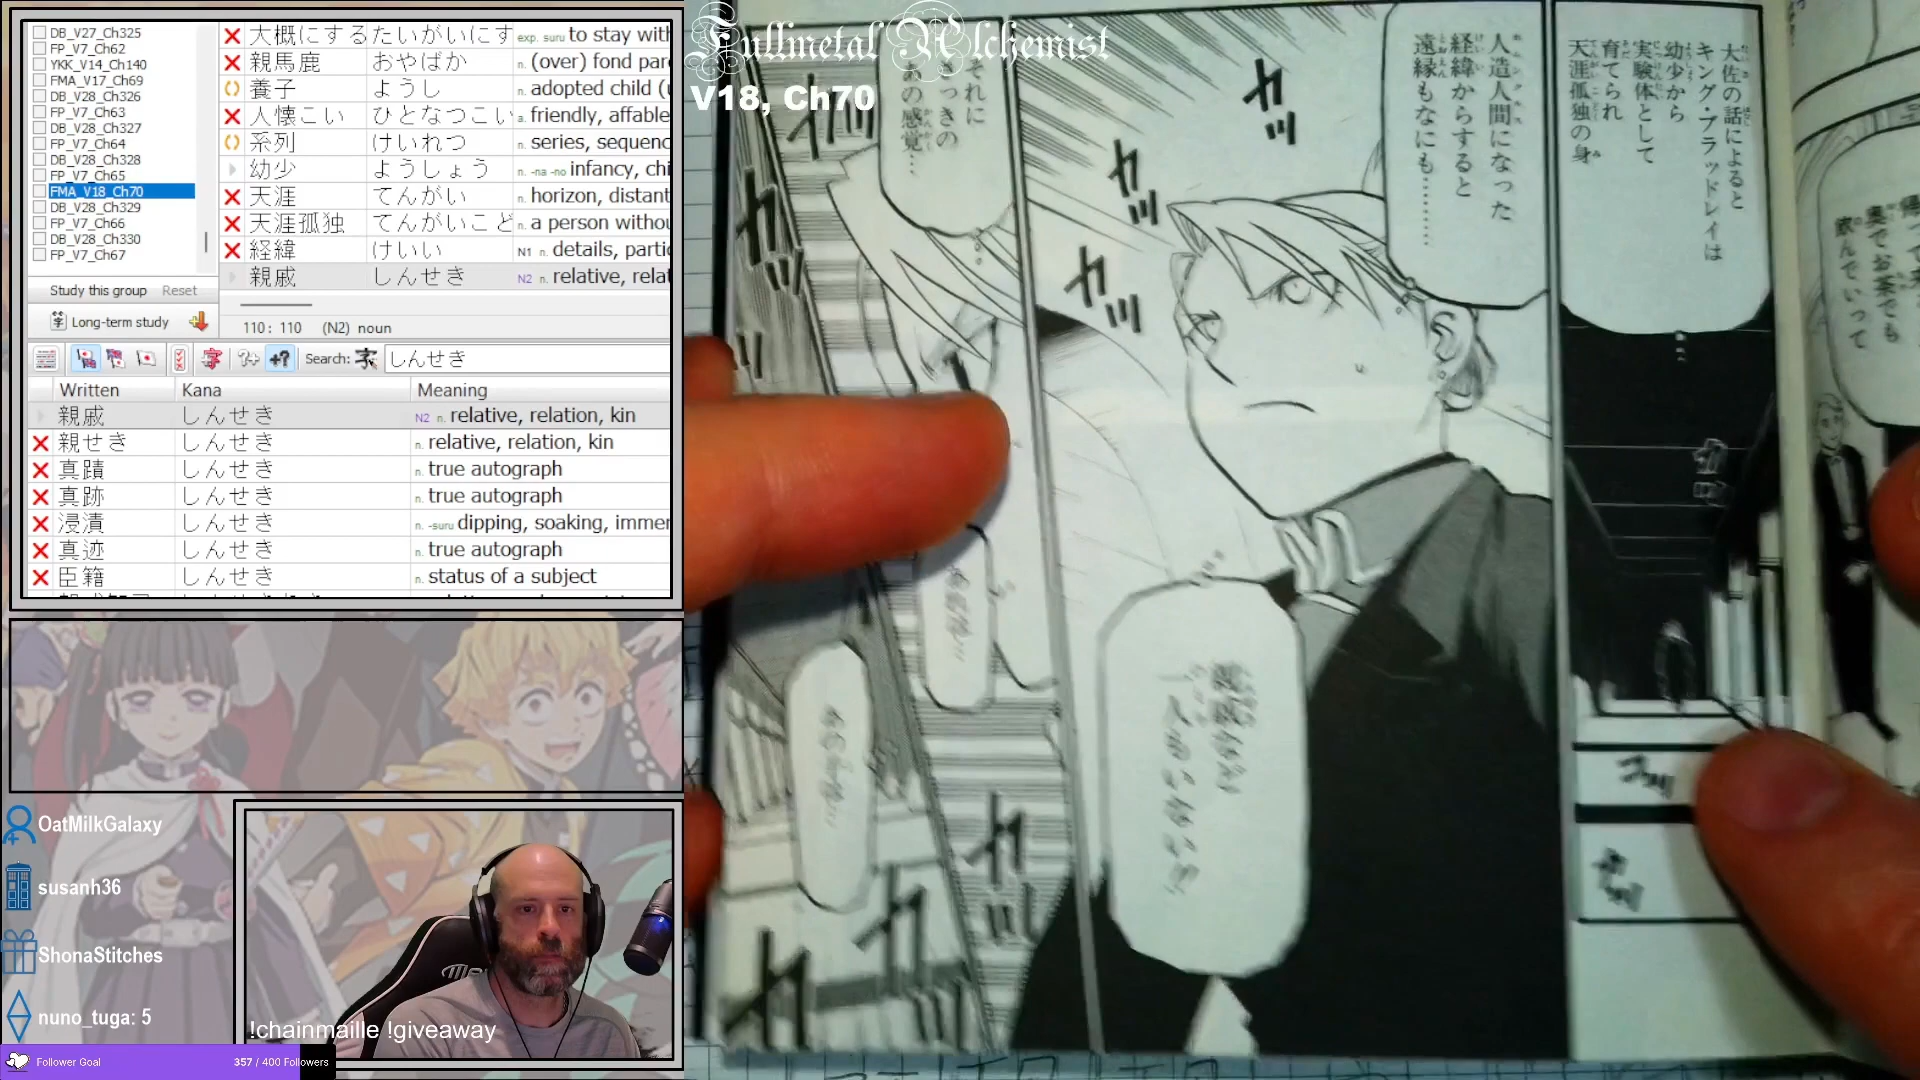 DB_V27_Ch325
FP_V7_Ch62
YKK_V14_Ch140
FMA_V17_Ch69
DB_V28_Ch326
FP_V7_Ch63
DB_V28_Ch327
FP_V7_Ch64
DB_V28_Ch328
FP_V7_Ch65
FMA_V18_Ch70
DB_V28_Ch329
FP_V7_Ch66
DB_V28_Ch330
FP_V7_Ch67
Study this group Reset
Long-term study
大概にする たいがいにす exp. suru to stay with
親馬鹿 おやばか n. (over) fond pare
養子 ようし n. adopted child (
人懐こい ひとなつこい a. friendly, affable
系列 けいれつ n. series, sequenc
幼少 ようしょう n. -na -no infancy, chi
天涯 てんがい n. horizon, distant
天涯孤独 てんがいこど n. a person withou
経緯 けいい N1 n. details, partic
親戚 しんせき N2 n. relative, relat
110: 110 (N2) noun
Search: しんせき
Written Kana Meaning
親戚 しんせき N2 n. relative, relation, kin
親せき しんせき n. relative, relation, kin
真蹟 しんせき n. true autograph
真跡 しんせき n. true autograph
浸漬 しんせき n. -suru dipping, soaking, immer
真迹 しんせき n. true autograph
臣籍 しんせき n. status of a subject
OatMilkGalaxy
susanh36
ShonaStitches
nuno_tuga: 5
!chainmaille !giveaway
Follower Goal 357 / 400 Followers
Fullmetal Alchemist
V18, Ch70
大佐の話によると
キング・ブラッドレイは
幼少から
実験体として
育てられ
天涯孤独の身
人造人間になった
経緯からすると
遠縁もなにも………
それに
さっきの
あの感覚…
カツ
カツ
カツ
カツ
カツ
カツ
カツ